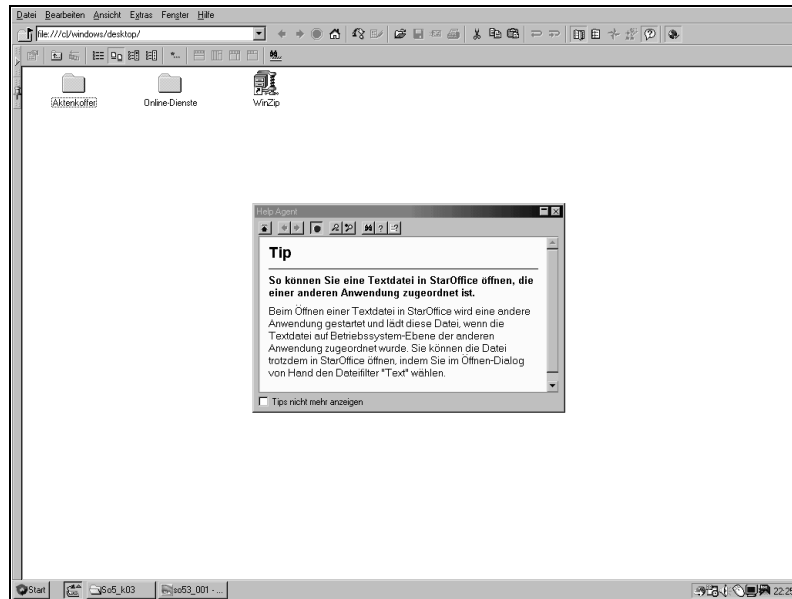 Datei Bearbeiten Ansicht Extras Fenster Hilfe
file:///c|/windows/desktop/
Aktenkoffer Online-Dienste WinZip
Help Agent
Tip
So können Sie eine Textdatei in StarOffice öffnen, die
einer anderen Anwendung zugeordnet ist.
Beim Öffnen einer Textdatei in StarOffice wird eine andere
Anwendung gestartet und lädt diese Datei, wenn die
Textdatei auf Betriebssystem-Ebene der anderen
Anwendung zugeordnet wurde. Sie können die Datei
trotzdem in StarOffice öffnen, indem Sie im Öffnen-Dialog
von Hand den Dateifilter "Text" wählen.
Tips nicht mehr anzeigen
Start So5_k03 so53_001 - ... 22:25